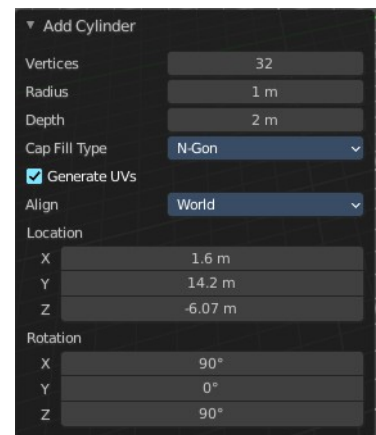 Add Cylinder
Vertices 32
Radius 1 m
Depth 2 m
Cap Fill Type N-Gon
Generate UVs
Align World
Location
X 1.6 m
Y 14.2 m
Z -6.07 m
Rotation
X 90°
Y 0°
Z 90°